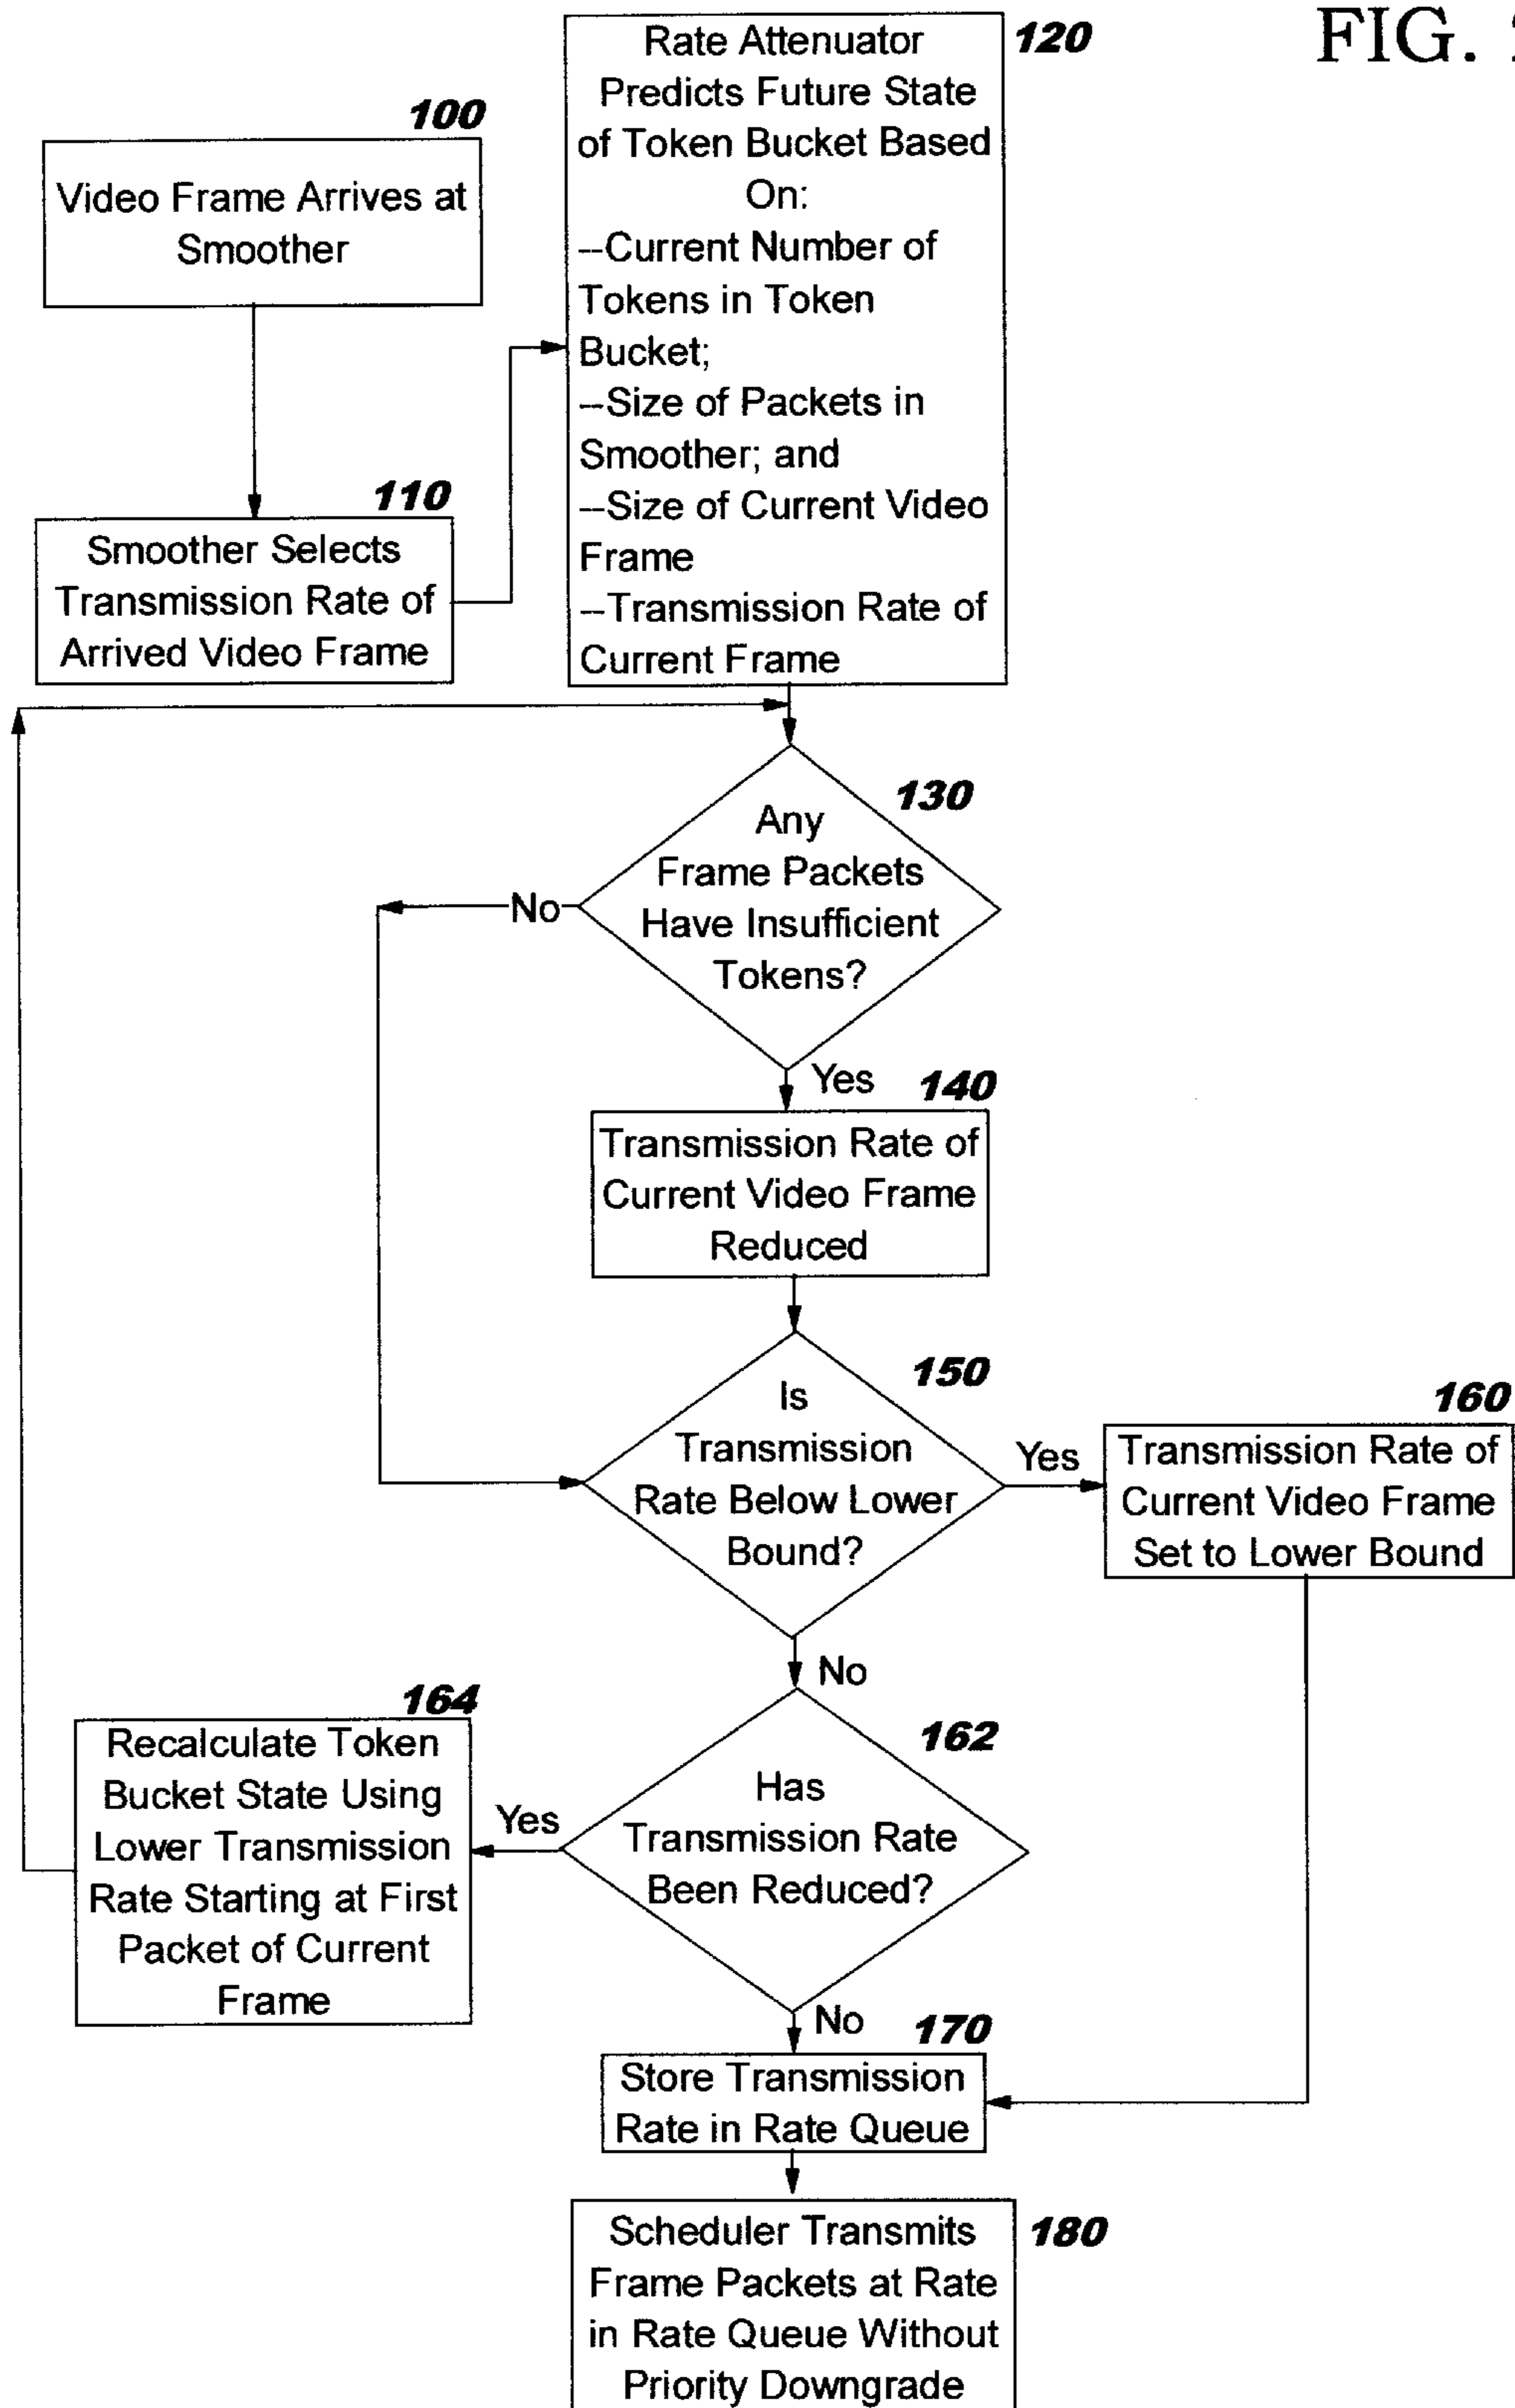 FIG.
100
Video Frame Arrives at
Smoother
110
Smoother Selects
Transmission Rate of
Arrived Video Frame
120
Rate Attenuator
Predicts Future State
of Token Bucket Based
On:
--Current Number of
Tokens in Token
Bucket;
--Size of Packets in
Smoother; and
--Size of Current Video
Frame
--Transmission Rate of
Current Frame
130
Any
Frame Packets
Have Insufficient
Tokens?
No
Yes
140
Transmission Rate of
Current Video Frame
Reduced
150
Is
Transmission
Rate Below Lower
Bound?
Yes
160
Transmission Rate of
Current Video Frame
Set to Lower Bound
No
162
Has
Transmission Rate
Been Reduced?
Yes
164
Recalculate Token
Bucket State Using
Lower Transmission
Rate Starting at First
Packet of Current
Frame
No
170
Store Transmission
Rate in Rate Queue
180
Scheduler Transmits
Frame Packets at Rate
in Rate Queue Without
Priority Downgrade